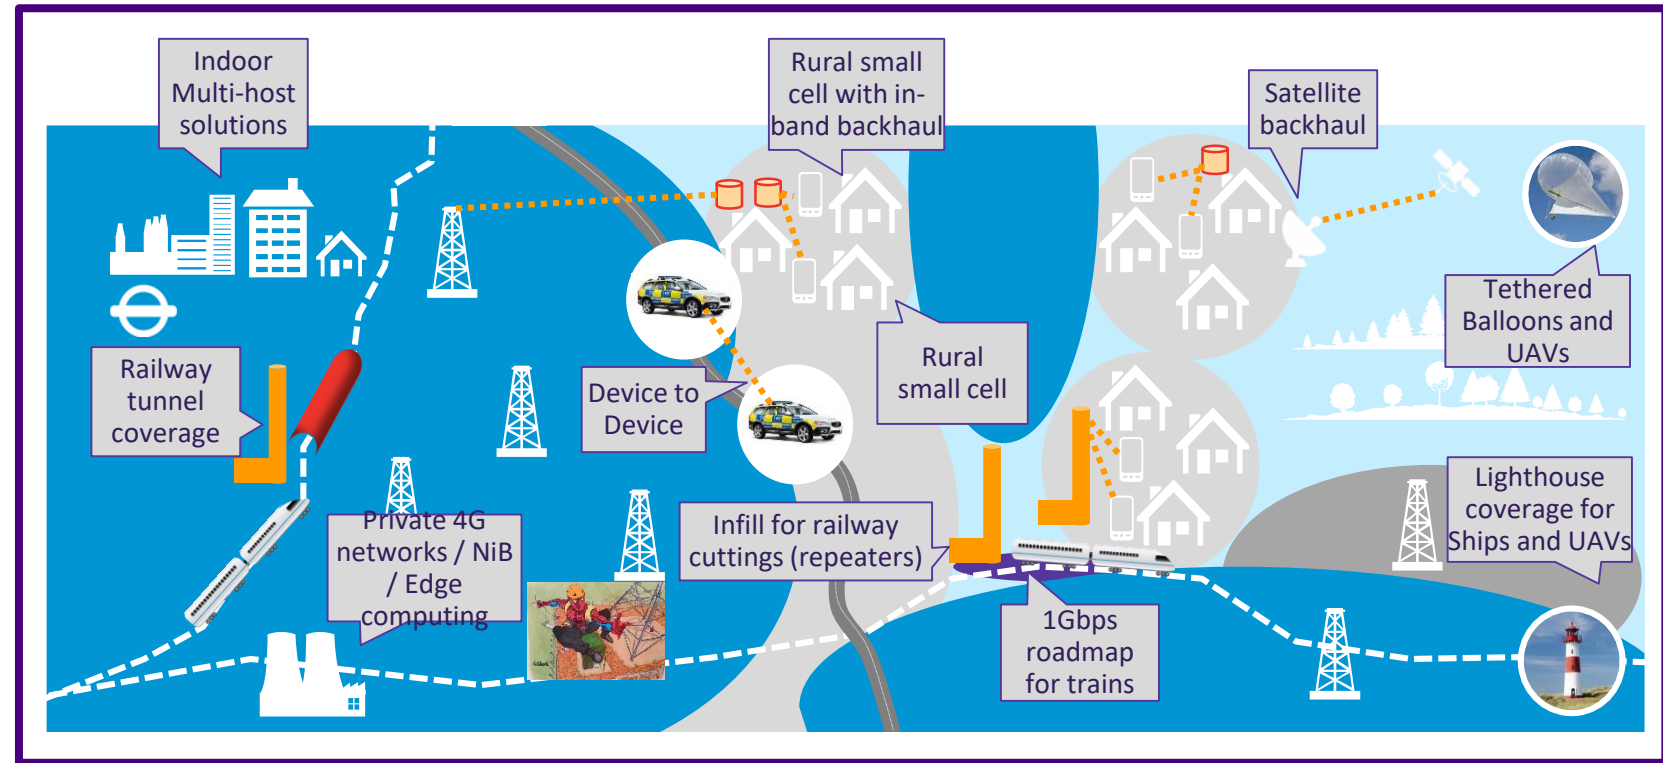 Indoor
Multi-host
solutions
Rural small
cell with in-
band backhaul
Satellite
backhaul
Tethered
Balloons and
UAVs
Railway
tunnel
coverage
Device to
Device
Rural
small cell
Lighthouse
coverage for
Ships and UAVs
Private 4G
networks / NiB
/ Edge
computing
Infill for railway
cuttings (repeaters)
1Gbps
roadmap
for trains